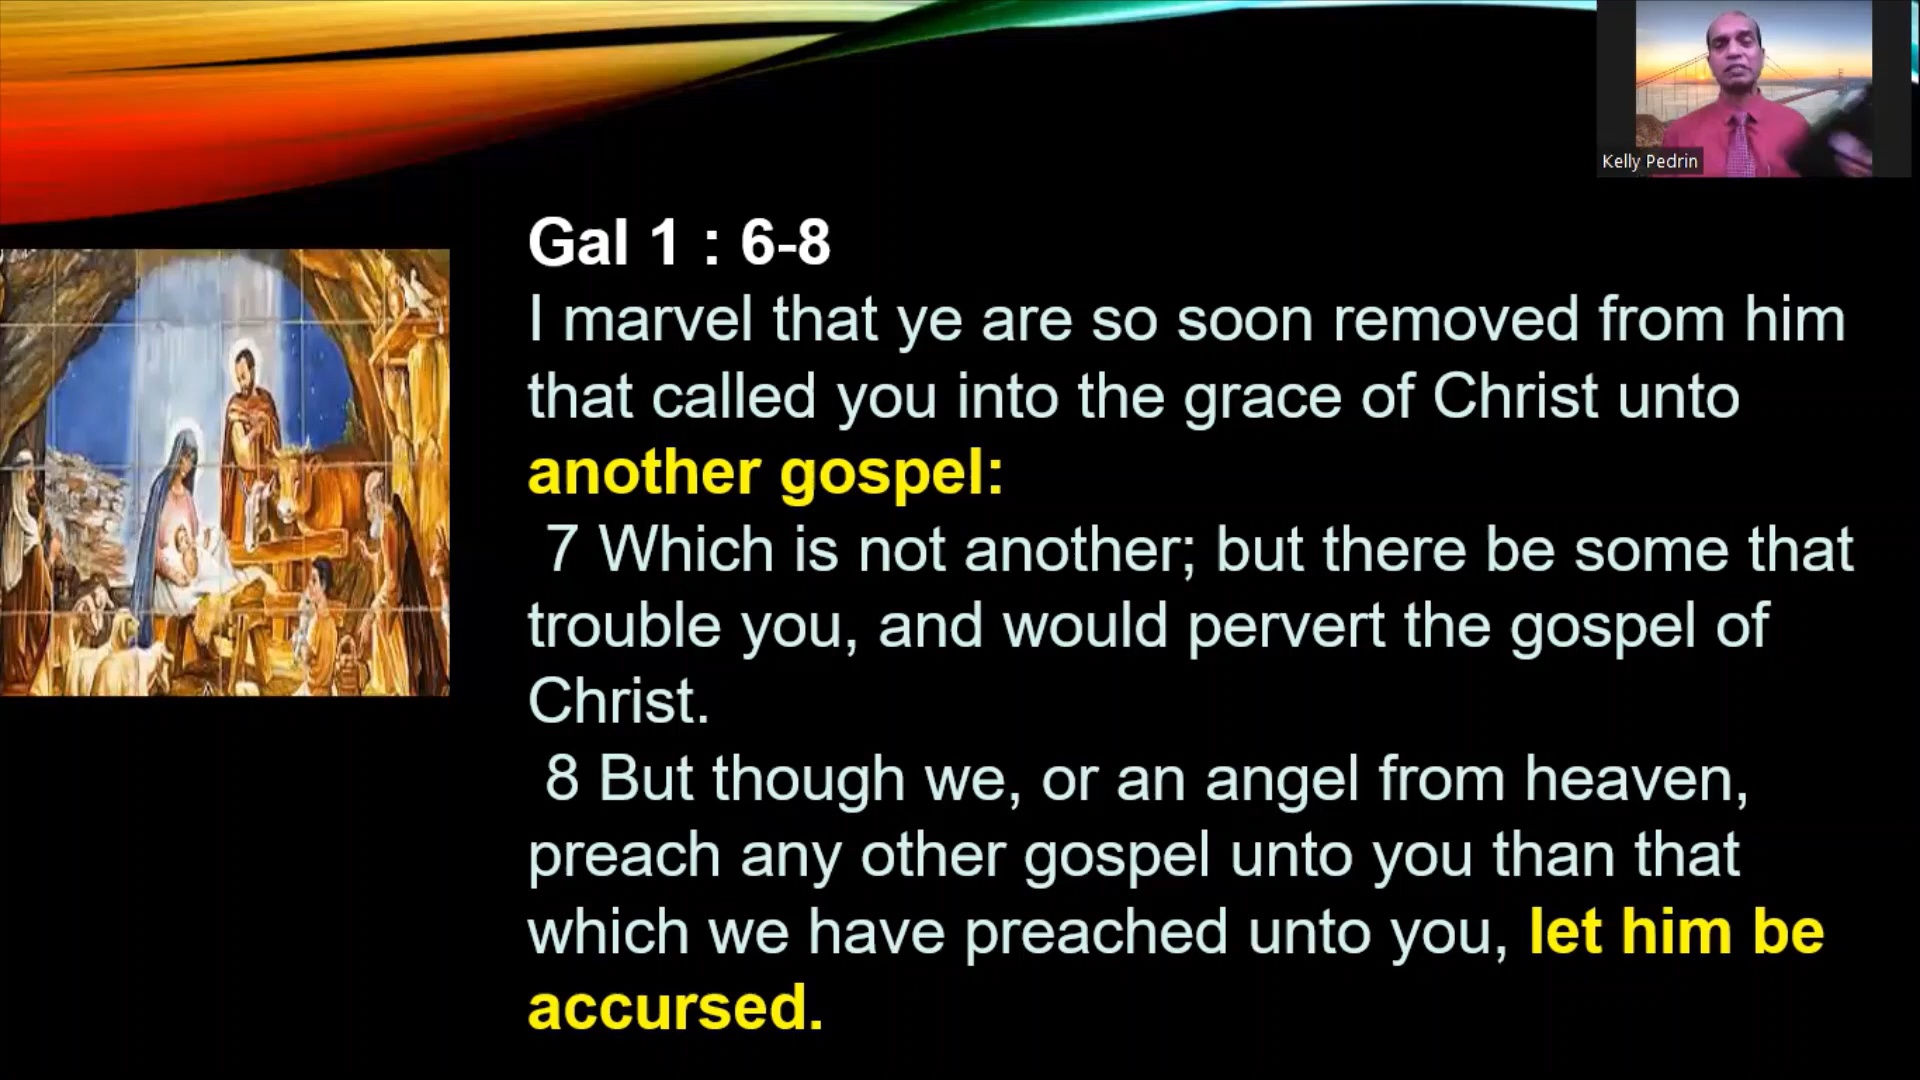 Kelly Pedrin
Gal 1 : 6-8
I marvel that ye are so soon removed from him
that called you into the grace of Christ unto
another gospel:
7 Which is not another; but there be some that
trouble you, and would pervert the gospel of
Christ.
8 But though we, or an angel from heaven,
preach any other gospel unto you than that
which we have preached unto you, let him be
accursed.